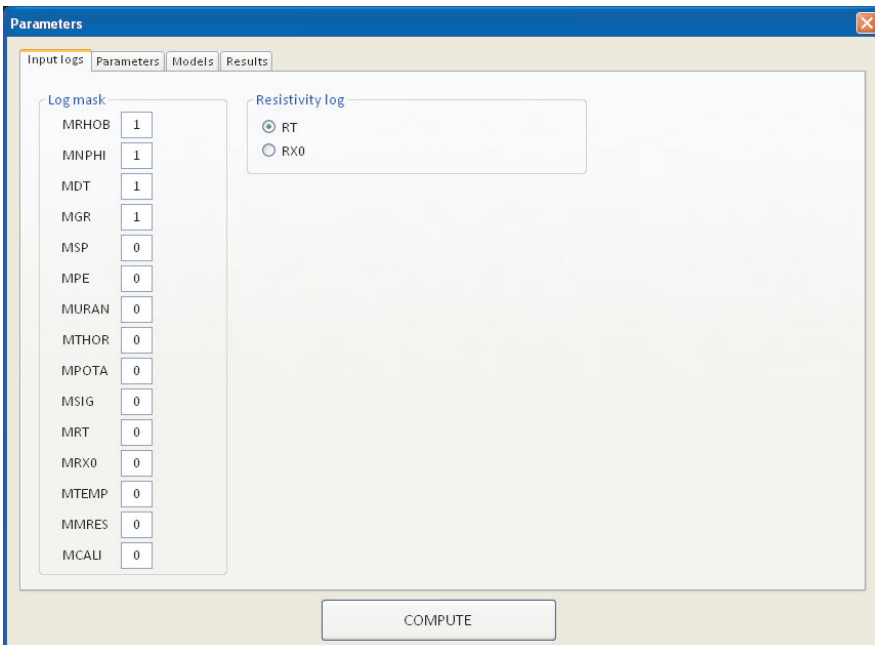 Parameters
Input logs Parameters Models Results
Log mask
MRHOB 1
MNPHI 1
MDT 1
MGR 1
MSP 0
MPE 0
MURAN 0
MTHOR 0
MPOTA 0
MSIG 0
MRT 0
MRX0 0
MTEMP 0
MMRES 0
MCALI 0
Resistivity log
RT
RX0
COMPUTE